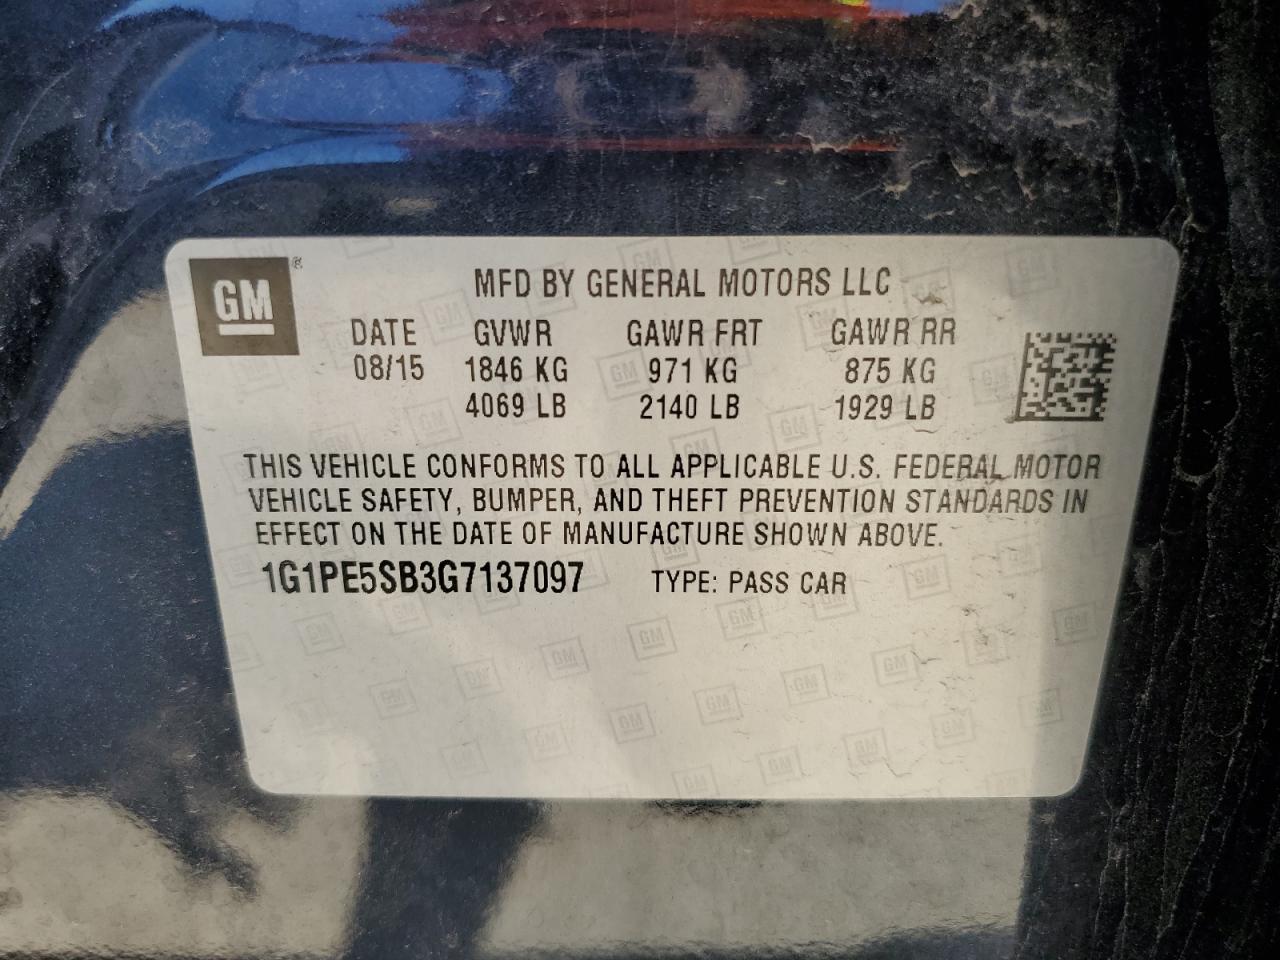 GM ®
MFD BY GENERAL MOTORS LLC
DATE GVWR GAWR FRT GAWR RR
08/15 1846 KG 971 KG 875 KG
4069 LB 2140 LB 1929 LB
THIS VEHICLE CONFORMS TO ALL APPLICABLE U.S. FEDERAL MOTOR
VEHICLE SAFETY, BUMPER, AND THEFT PREVENTION STANDARDS IN
EFFECT ON THE DATE OF MANUFACTURE SHOWN ABOVE.
1G1PE5SB3G7137097 TYPE: PASS CAR